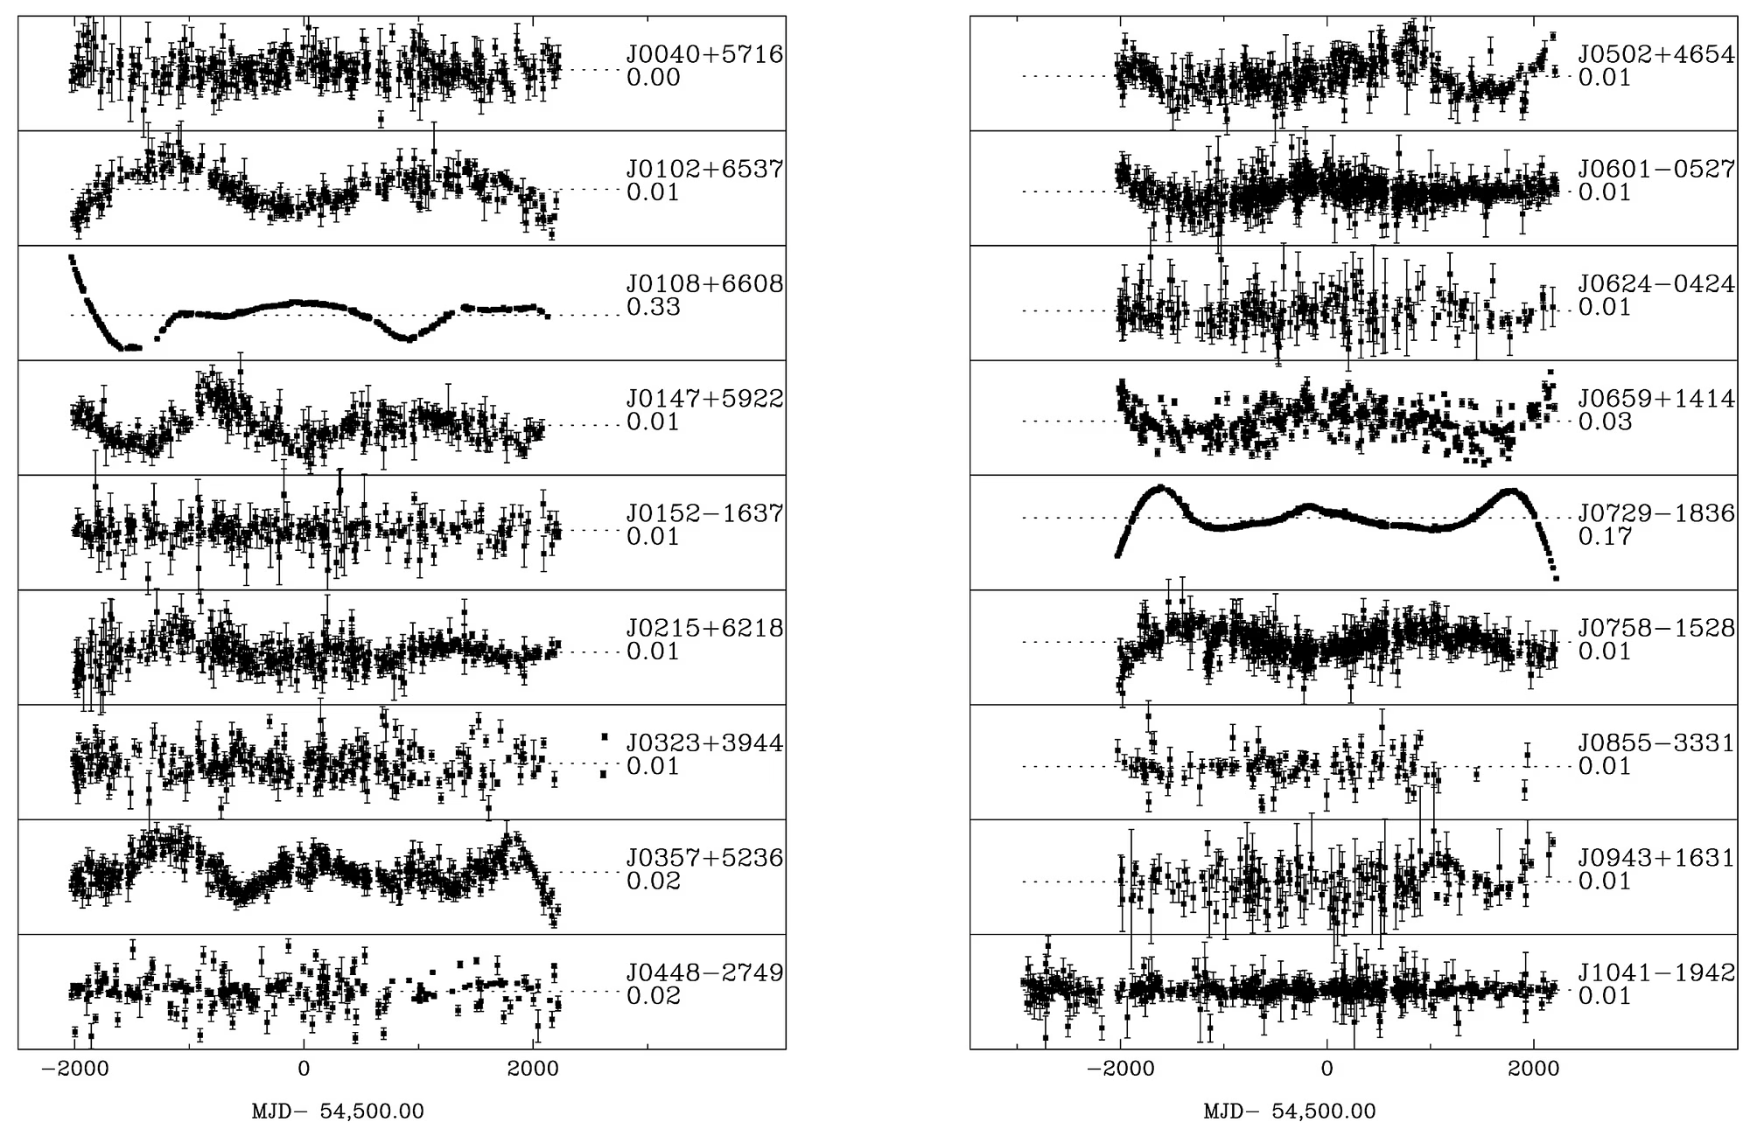 J0040+5716
0.00
J0102+6537
0.01
J0108+6608
0.33
J0147+5922
0.01
J0152−1637
0.01
J0215+6218
0.01
J0323+3944
0.01
J0357+5236
0.02
J0448−2749
0.02
−2000 0 2000
MJD− 54,500.00
J0502+4654
0.01
J0601−0527
0.01
J0624−0424
0.01
J0659+1414
0.03
J0729−1836
0.17
J0758−1528
0.01
J0855−3331
0.01
J0943+1631
0.01
J1041−1942
0.01
−2000 0 2000
MJD− 54,500.00